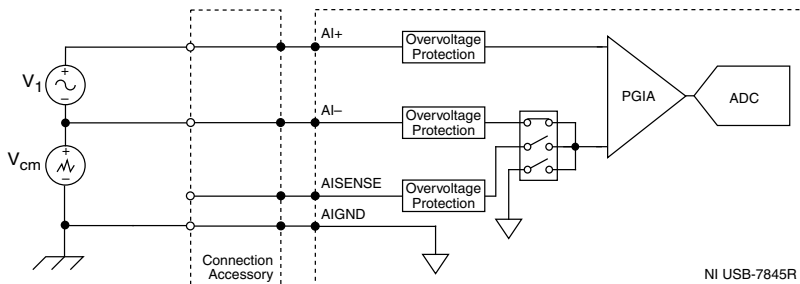 AI+
Overvoltage
Protection
V1
+
−
PGIA
ADC
AI−
Overvoltage
Protection
Vcm
+
−
AISENSE
Overvoltage
Protection
AIGND
Connection
Accessory
NI USB-7845R